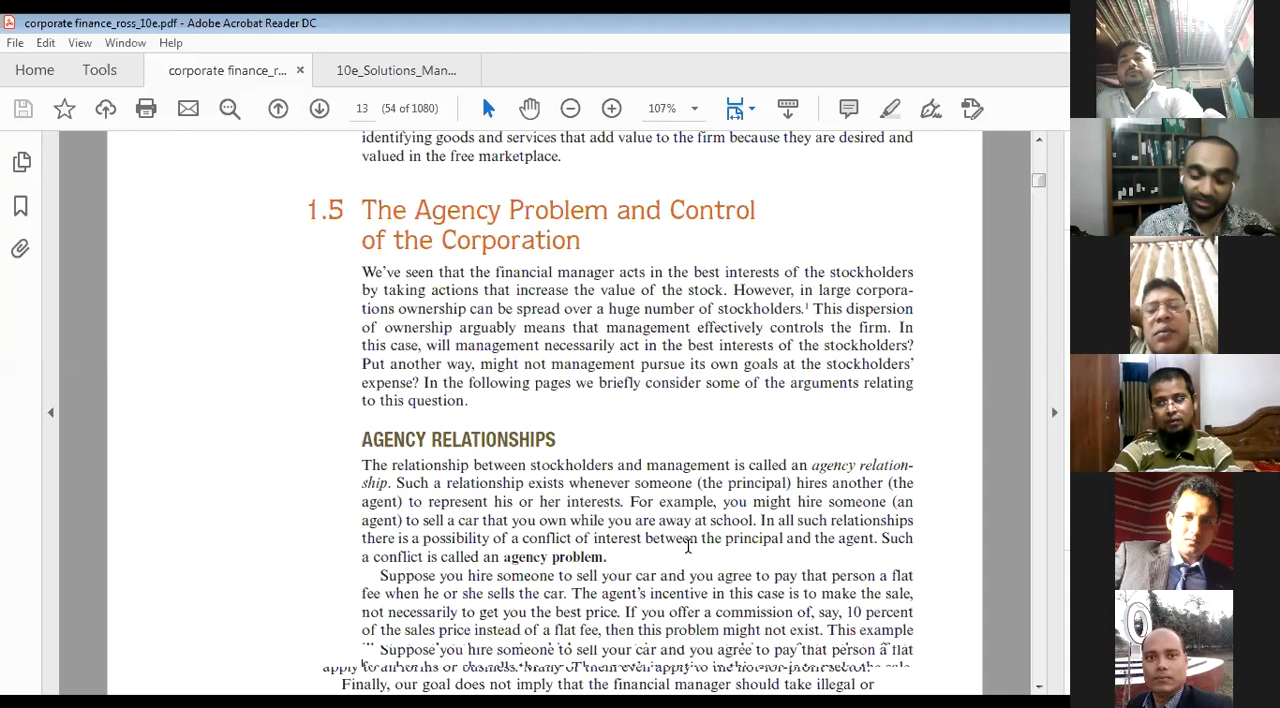 corporate finance_ross_10e.pdf - Adobe Acrobat Reader DC
File Edit View Window Help
Home Tools corporate finance_r... × 10e_Solutions_Man...
13 (54 of 1080) 107%
identifying goods and services that add value to the firm because they are desired and
valued in the free marketplace.
1.5 The Agency Problem and Control
of the Corporation
We've seen that the financial manager acts in the best interests of the stockholders
by taking actions that increase the value of the stock. However, in large corpora-
tions ownership can be spread over a huge number of stockholders.¹ This dispersion
of ownership arguably means that management effectively controls the firm. In
this case, will management necessarily act in the best interests of the stockholders?
Put another way, might not management pursue its own goals at the stockholders'
expense? In the following pages we briefly consider some of the arguments relating
to this question.
AGENCY RELATIONSHIPS
The relationship between stockholders and management is called an agency relation-
ship. Such a relationship exists whenever someone (the principal) hires another (the
agent) to represent his or her interests. For example, you might hire someone (an
agent) to sell a car that you own while you are away at school. In all such relationships
there is a possibility of a conflict of interest between the principal and the agent. Such
a conflict is called an agency problem.
Suppose you hire someone to sell your car and you agree to pay that person a flat
fee when he or she sells the car. The agent's incentive in this case is to make the sale,
not necessarily to get you the best price. If you offer a commission of, say, 10 percent
of the sales price instead of a flat fee, then this problem might not exist. This example
Suppose you hire someone to sell your car and you agree to pay that person a flat
Finally, our goal does not imply that the financial manager should take illegal or